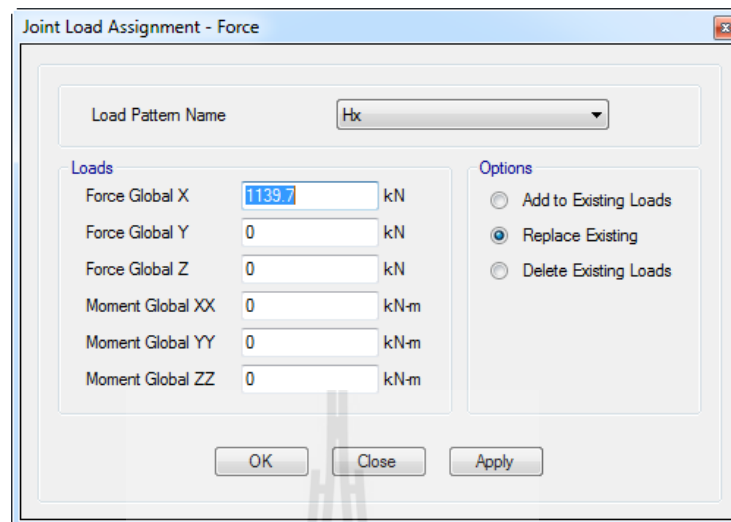 Joint Load Assignment - Force
Load Pattern Name Hx
Loads
Force Global X 1139.7 kN
Force Global Y 0 kN
Force Global Z 0 kN
Moment Global XX 0 kN-m
Moment Global YY 0 kN-m
Moment Global ZZ 0 kN-m
Options
Add to Existing Loads
Replace Existing
Delete Existing Loads
OK Close Apply